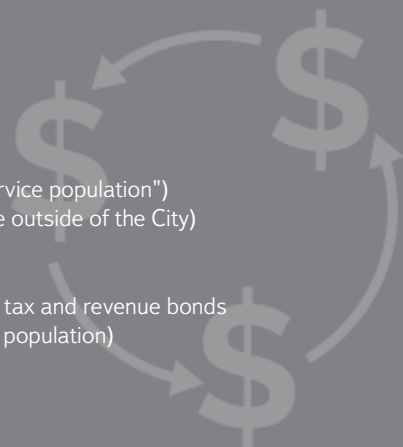 rvice population")
e outside of the City)
tax and revenue bonds
population)